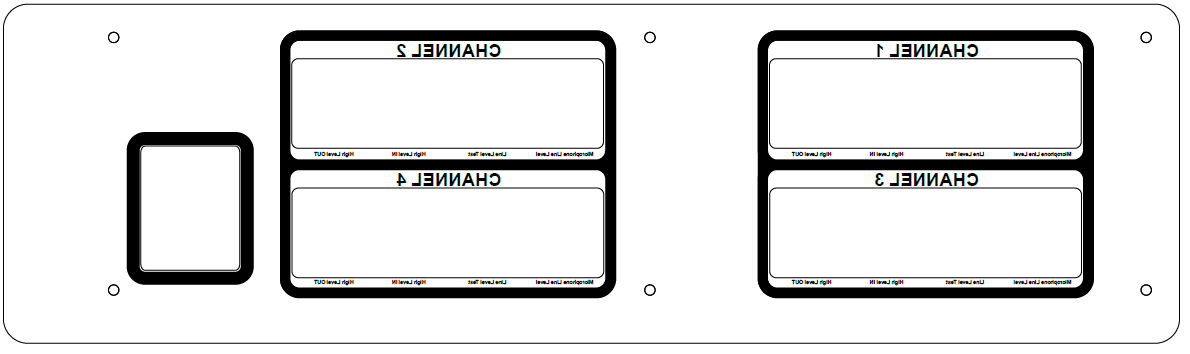 CHANNEL 1
Microphone Line Level Line Level Test High Level IN High Level OUT
CHANNEL 2
Microphone Line Level Line Level Test High Level IN High Level OUT
CHANNEL 3
Microphone Line Level Line Level Test High Level IN High Level OUT
CHANNEL 4
Microphone Line Level Line Level Test High Level IN High Level OUT